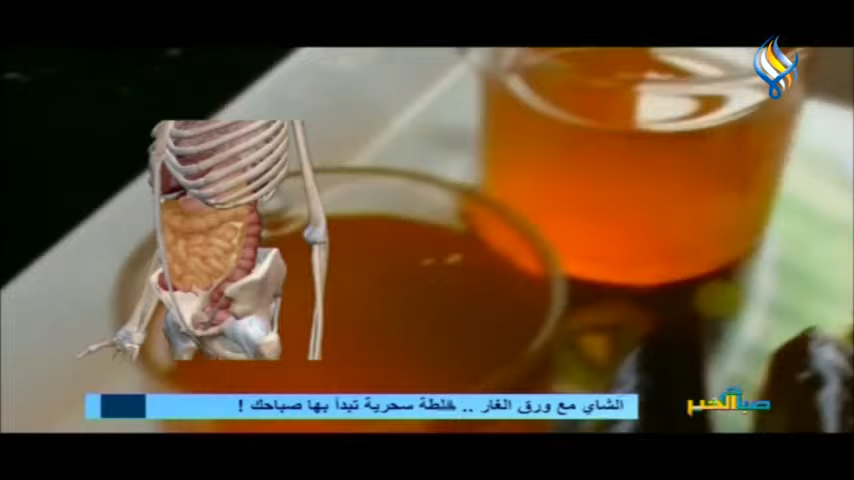 الشاي مع ورق الغار .. خلطة سحرية تبدأ بها صباحك !
صباح الخير